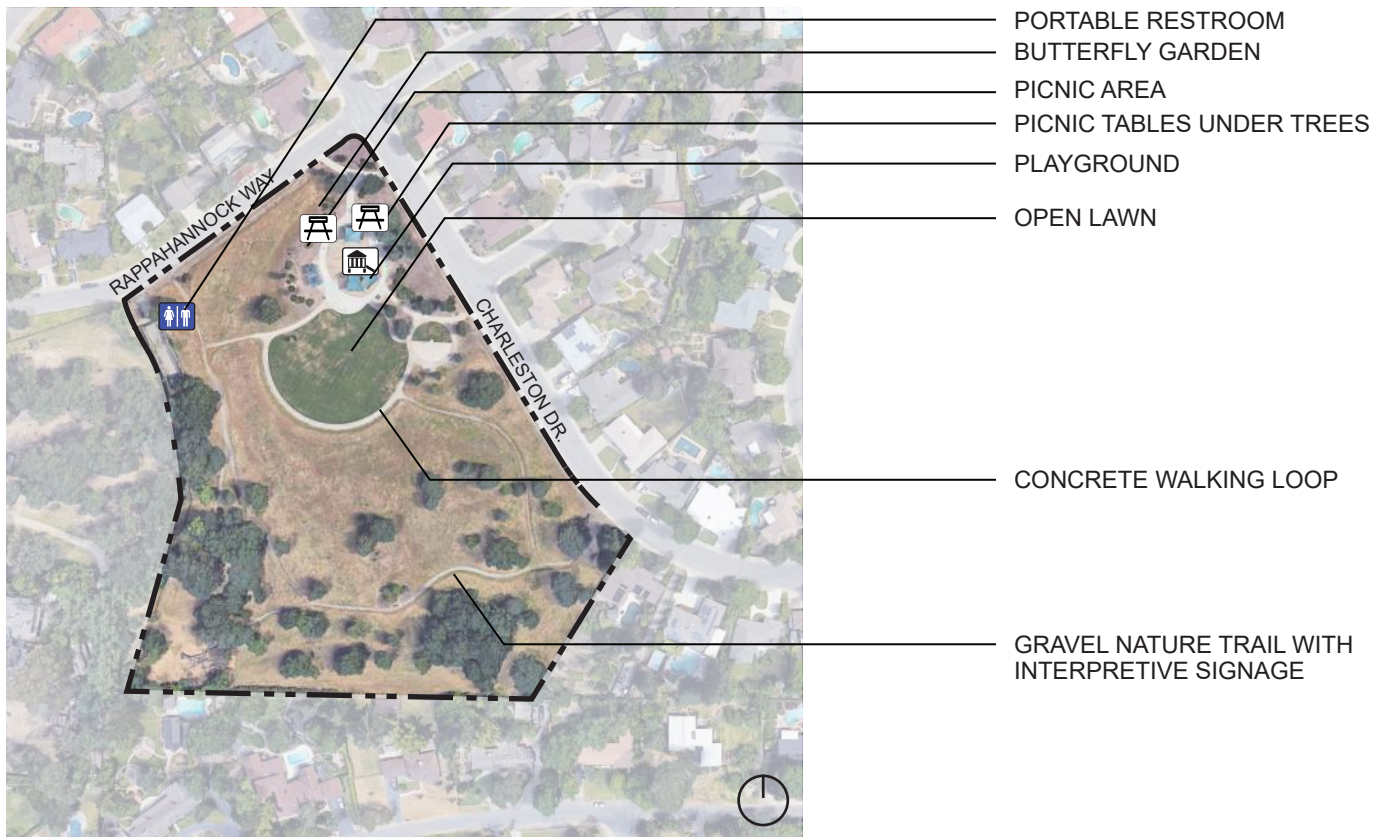 PORTABLE RESTROOM
BUTTERFLY GARDEN
PICNIC AREA
PICNIC TABLES UNDER TREES
PLAYGROUND
OPEN LAWN
RAPPAHANNOCK WAY
CHARLESTON DR.
CONCRETE WALKING LOOP
GRAVEL NATURE TRAIL WITH
INTERPRETIVE SIGNAGE